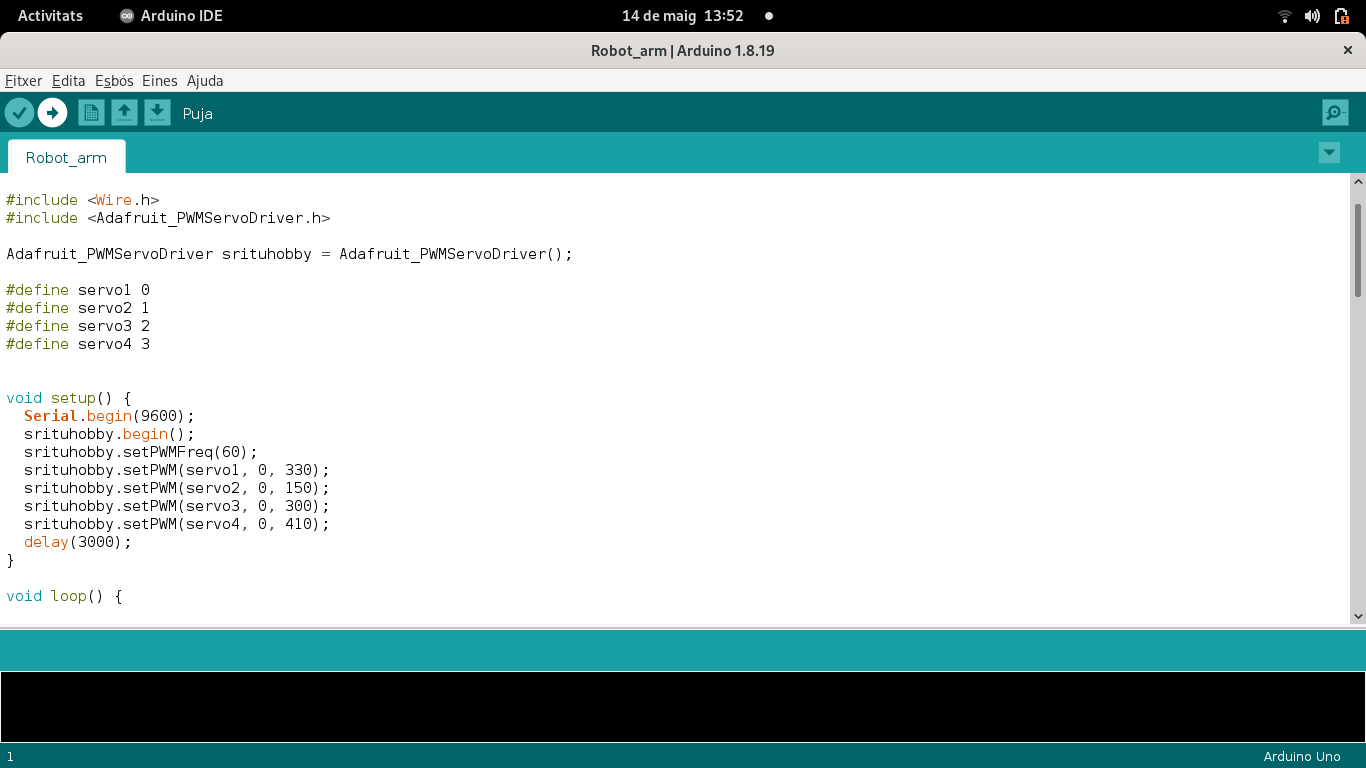 Activitats Arduino IDE 14 de maig 13:52
Robot_arm | Arduino 1.8.19
Fitxer Edita Esbós Eines Ajuda
Puja
Robot_arm
#include <Wire.h>
#include <Adafruit_PWMServoDriver.h>
Adafruit_PWMServoDriver srituhobby = Adafruit_PWMServoDriver();
#define servo1 0
#define servo2 1
#define servo3 2
#define servo4 3
void setup() {
Serial.begin(9600);
srituhobby.begin();
srituhobby.setPWMFreq(60);
srituhobby.setPWM(servo1, 0, 330);
srituhobby.setPWM(servo2, 0, 150);
srituhobby.setPWM(servo3, 0, 300);
srituhobby.setPWM(servo4, 0, 410);
delay(3000);
}
void loop() {
1 Arduino Uno